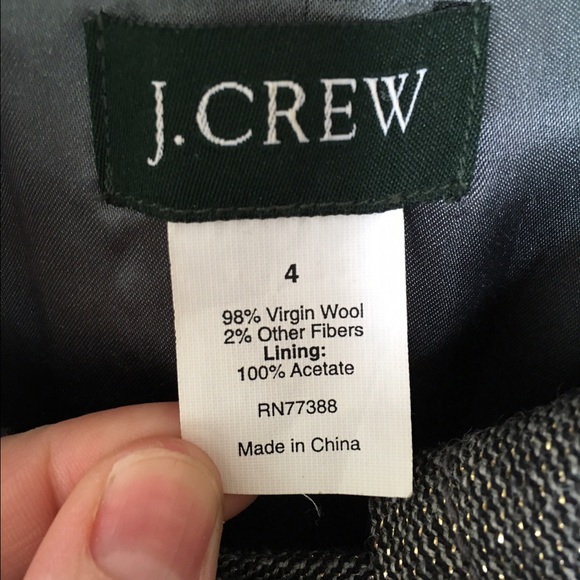 J.CREW
4
98% Virgin Wool
2% Other Fibers
Lining:
100% Acetate
RN77388
Made in China